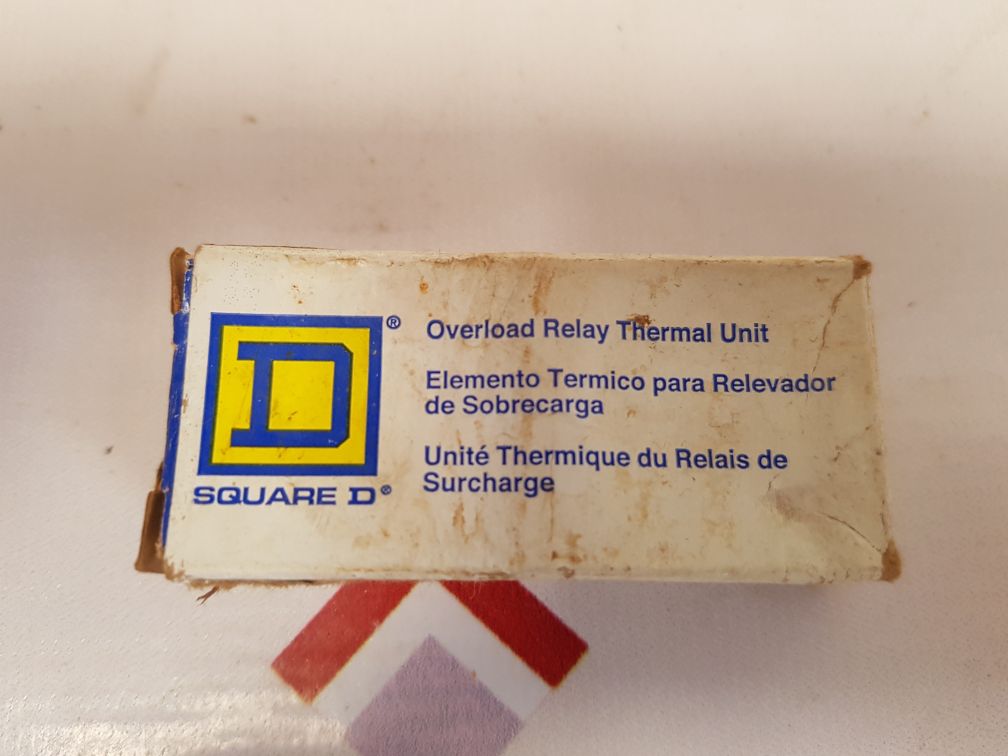 D®
SQUARE D®
Overload Relay Thermal Unit
Elemento Termico para Relevador
de Sobrecarga
Unité Thermique du Relais de
Surcharge